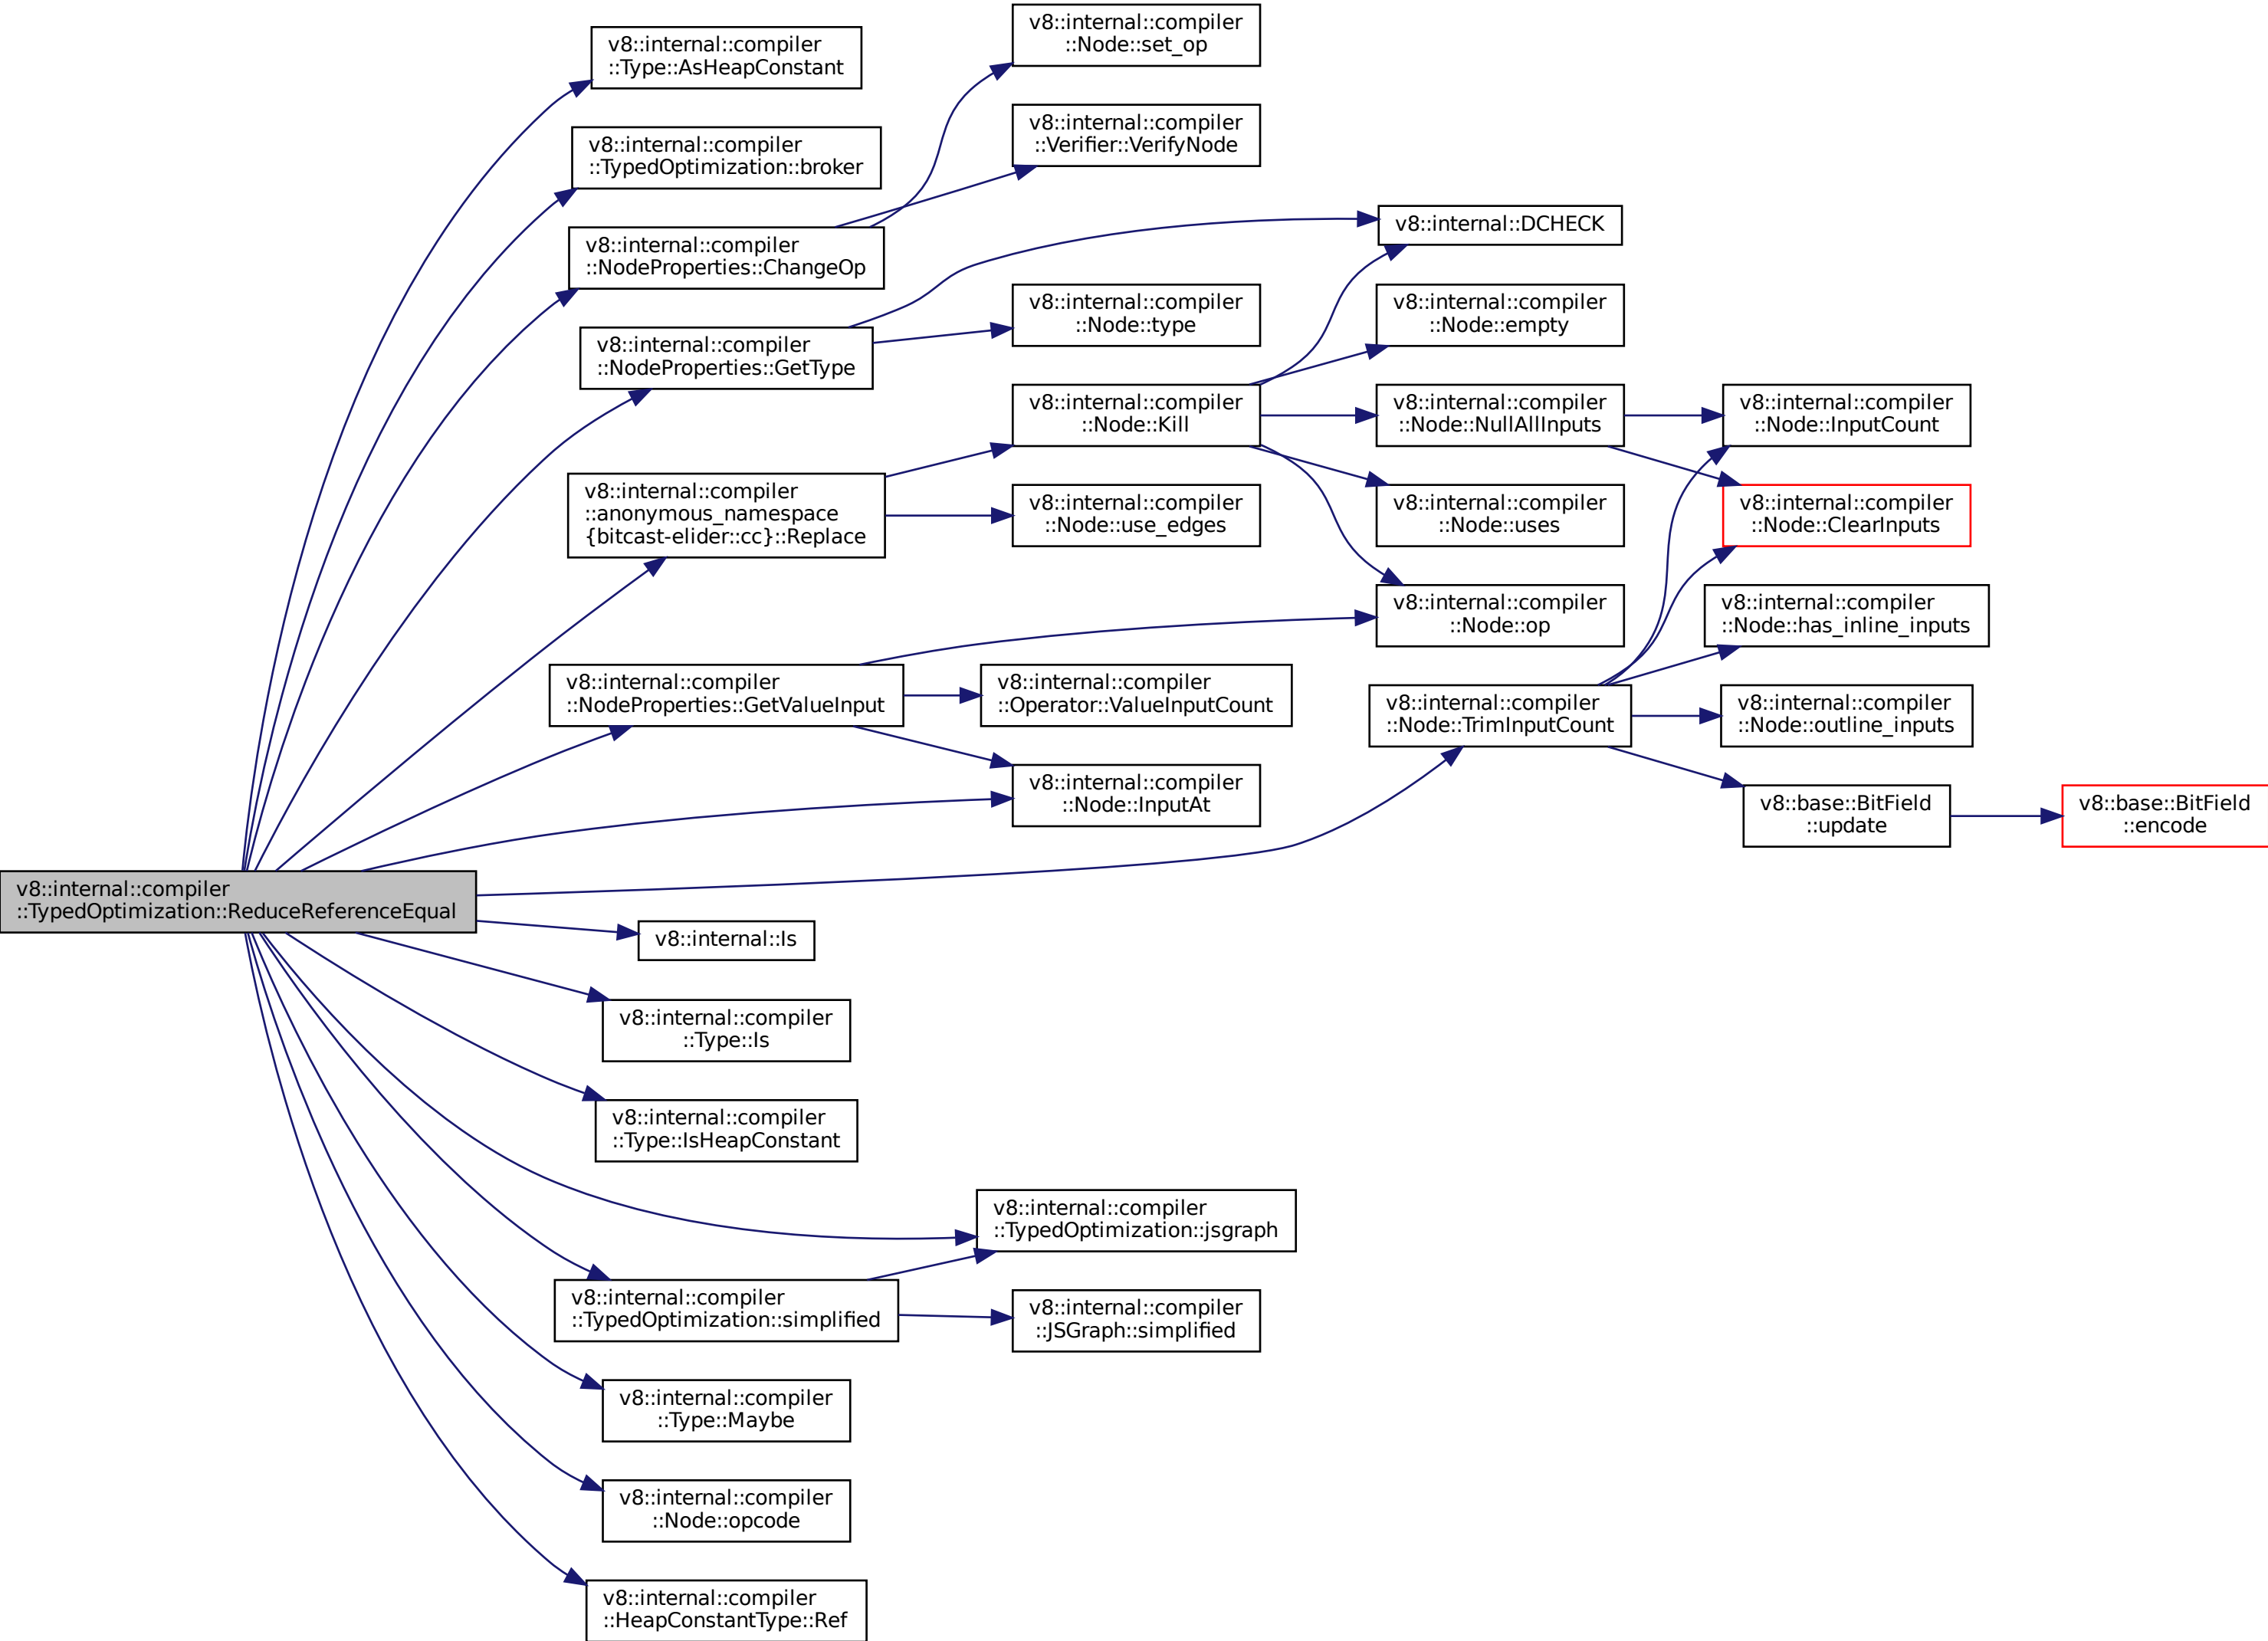 v8::internal::compiler
::TypedOptimization::ReduceReferenceEqual
v8::internal::compiler
::Type::AsHeapConstant
v8::internal::compiler
::TypedOptimization::broker
v8::internal::compiler
::NodeProperties::ChangeOp
v8::internal::compiler
::NodeProperties::GetType
v8::internal::compiler
::anonymous_namespace
{bitcast-elider::cc}::Replace
v8::internal::compiler
::NodeProperties::GetValueInput
v8::internal::Is
v8::internal::compiler
::Type::Is
v8::internal::compiler
::Type::IsHeapConstant
v8::internal::compiler
::TypedOptimization::simplified
v8::internal::compiler
::Type::Maybe
v8::internal::compiler
::Node::opcode
v8::internal::compiler
::HeapConstantType::Ref
v8::internal::compiler
::Node::set_op
v8::internal::compiler
::Verifier::VerifyNode
v8::internal::compiler
::Node::type
v8::internal::compiler
::Node::Kill
v8::internal::compiler
::Node::use_edges
v8::internal::compiler
::Operator::ValueInputCount
v8::internal::compiler
::Node::InputAt
v8::internal::compiler
::TypedOptimization::jsgraph
v8::internal::compiler
::JSGraph::simplified
v8::internal::DCHECK
v8::internal::compiler
::Node::empty
v8::internal::compiler
::Node::NullAllInputs
v8::internal::compiler
::Node::uses
v8::internal::compiler
::Node::op
v8::internal::compiler
::Node::TrimInputCount
v8::internal::compiler
::Node::InputCount
v8::internal::compiler
::Node::ClearInputs
v8::internal::compiler
::Node::has_inline_inputs
v8::internal::compiler
::Node::outline_inputs
v8::base::BitField
::update
v8::base::BitField
::encode